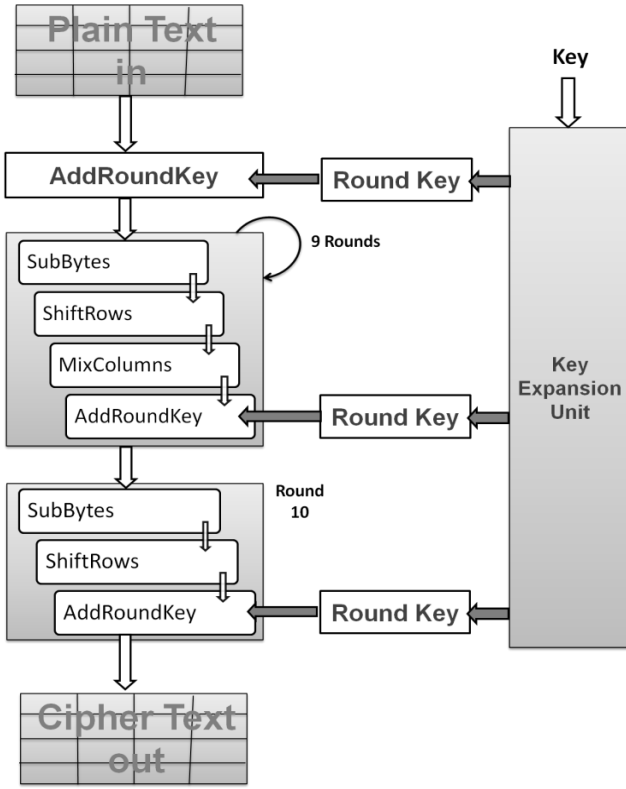 Plain Text
in
Key
AddRoundKey
Round Key
9 Rounds
SubBytes
ShiftRows
MixColumns
AddRoundKey
Round Key
Key
Expansion
Unit
Round
10
SubBytes
ShiftRows
AddRoundKey
Round Key
Cipher Text
out